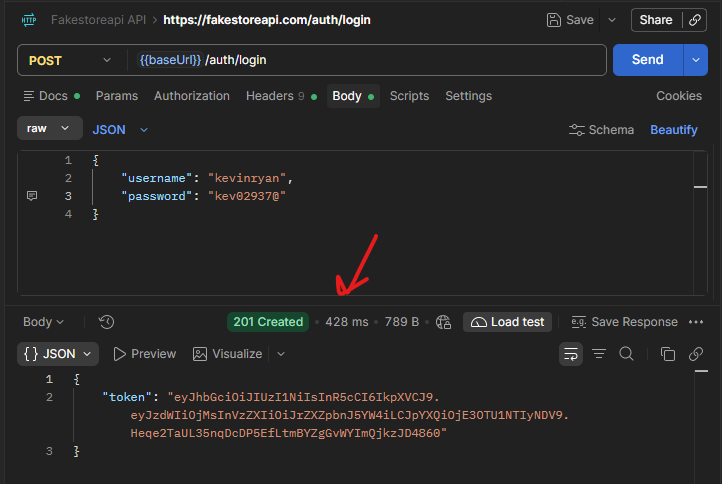 HTTP Fakestoreapi API > https://fakestoreapi.com/auth/login Save Share
POST {{baseUrl}} /auth/login Send
Docs Params Authorization Headers 9 Body Scripts Settings Cookies
raw JSON Schema Beautify
1 {
2 "username": "kevinryan",
3 "password": "kev02937@"
4 }
Body 201 Created • 428 ms • 789 B • Load test e.g. Save Response
{} JSON Preview Visualize
1 {
2 "token": "eyJhbGciOiJIUzI1NiIsInR5cCI6IkpXVCJ9.
eyJzdWIiOjMsInVzZXIiOiJrZXZpbnJ5YW4iLCJpYXQiOjE3OTU1NTIyNDV9.
Heqe2TaUL35nqDcDP5EfLtmBYZgGvWYImQjkzJD4860"
3 }